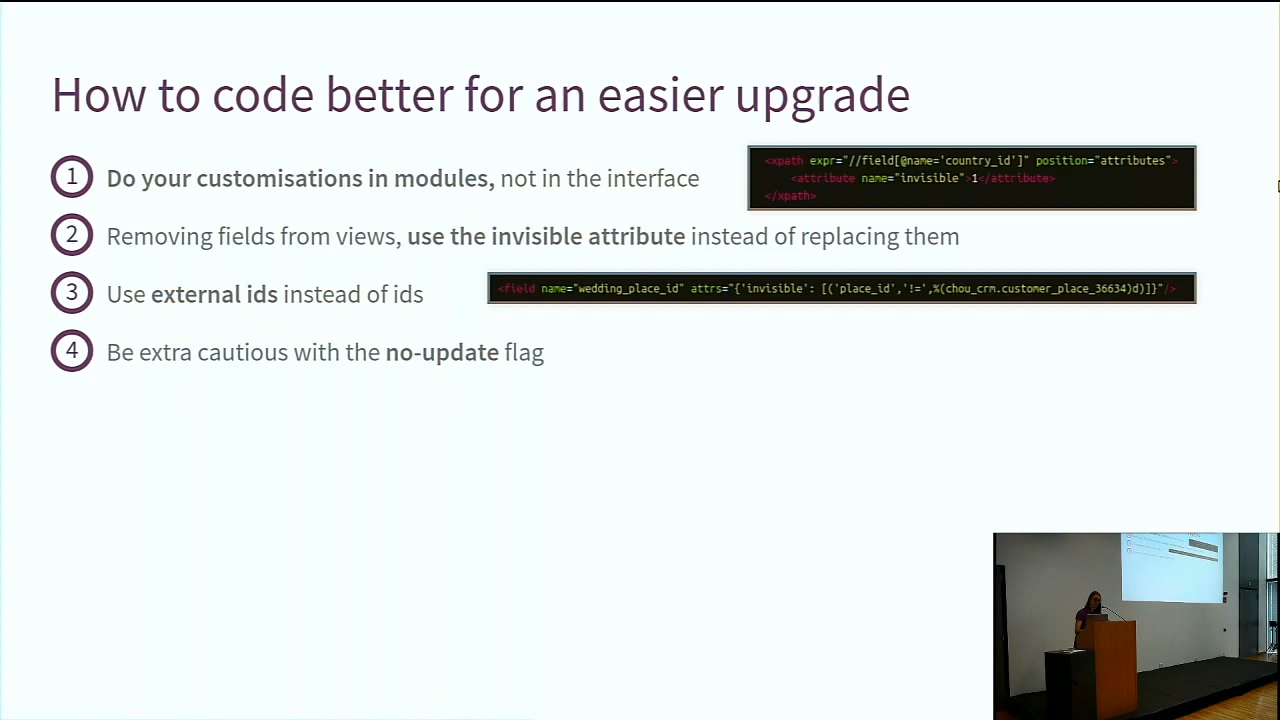 How to code better for an easier upgrade
1 Do your customisations in modules, not in the interface
<xpath expr="//field[@name='country_id']" position="attributes">
<attribute name="invisible">1</attribute>
</xpath>
2 Removing fields from views, use the invisible attribute instead of replacing them
3 Use external ids instead of ids
<field name="wedding_place_id" attrs="{'invisible': [('place_id','!=',%(chou_crm.customer_place_36634)d)]}"/>
4 Be extra cautious with the no-update flag